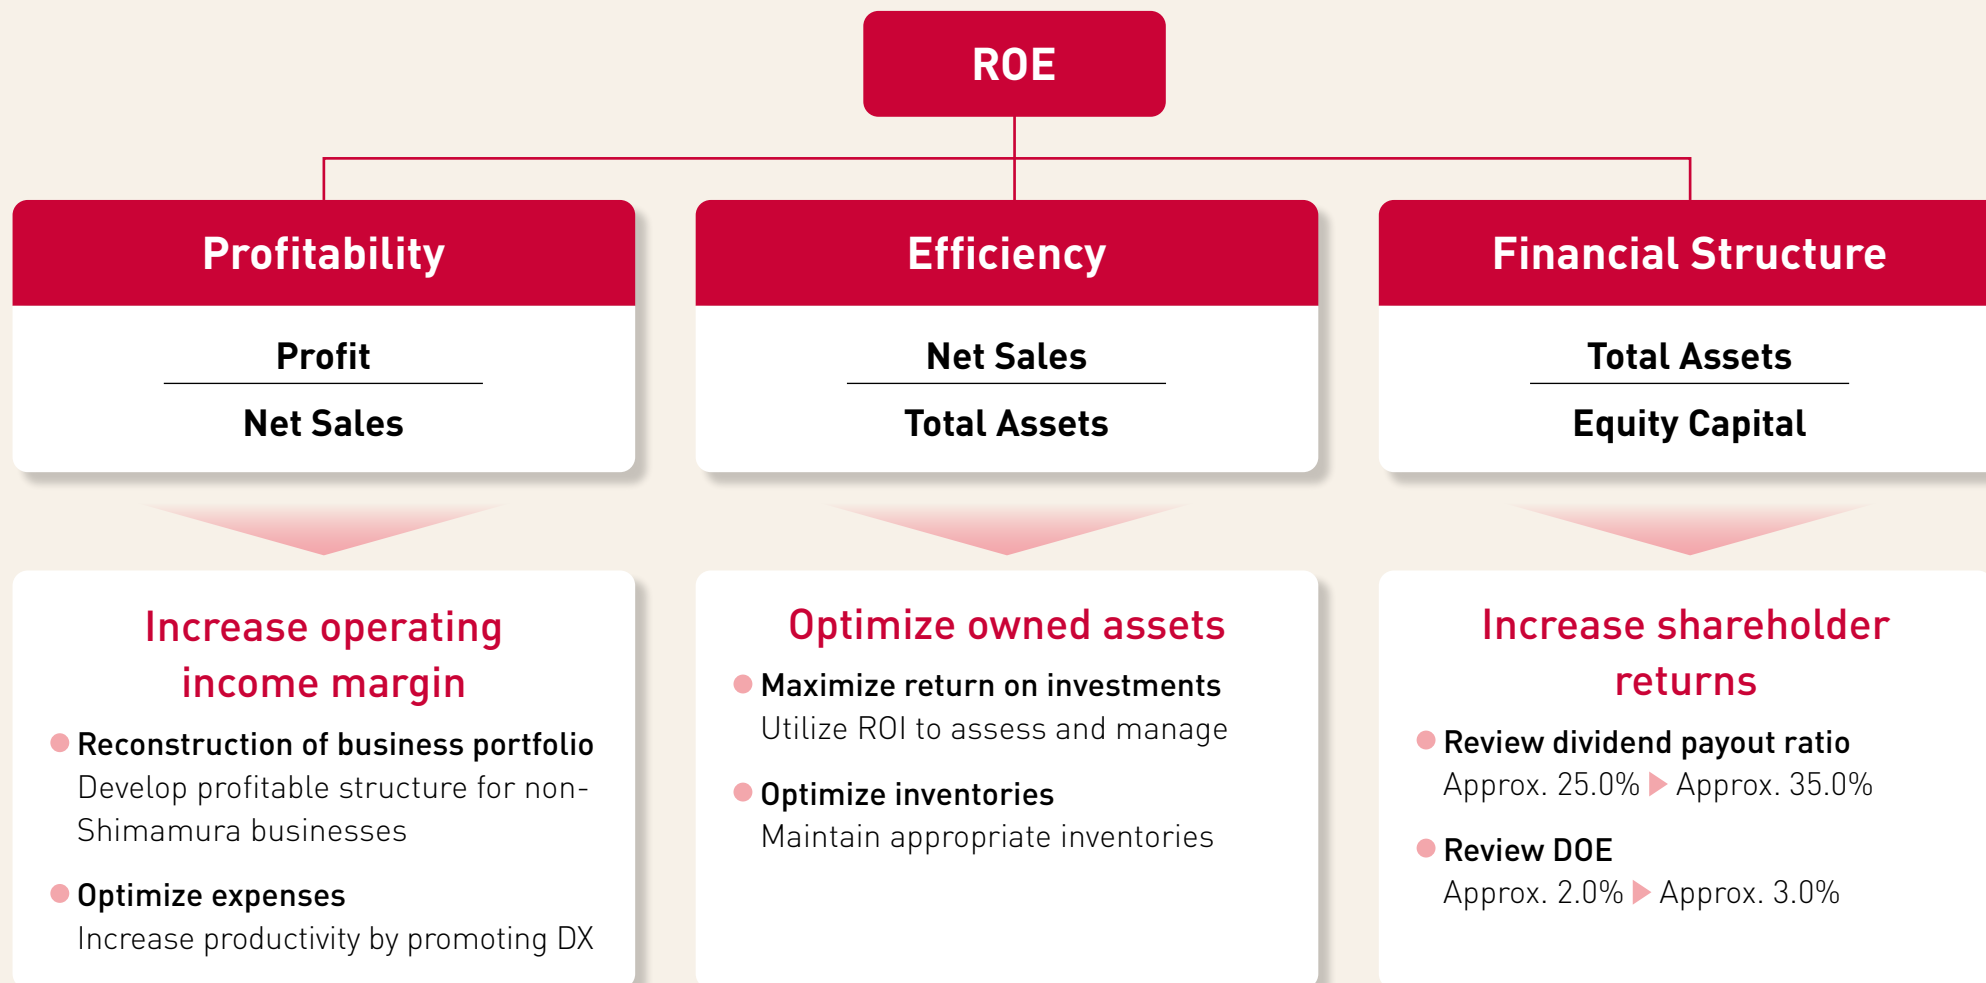 ROE
Profitability
Profit
Net Sales
Increase operating
income margin
Reconstruction of business portfolio
Develop profitable structure for non-
Shimamura businesses
Optimize expenses
Increase productivity by promoting DX
Efficiency
Net Sales
Total Assets
Optimize owned assets
Maximize return on investments
Utilize ROI to assess and manage
Optimize inventories
Maintain appropriate inventories
Financial Structure
Total Assets
Equity Capital
Increase shareholder
returns
Review dividend payout ratio
Approx. 25.0% ▶ Approx. 35.0%
Review DOE
Approx. 2.0% ▶ Approx. 3.0%